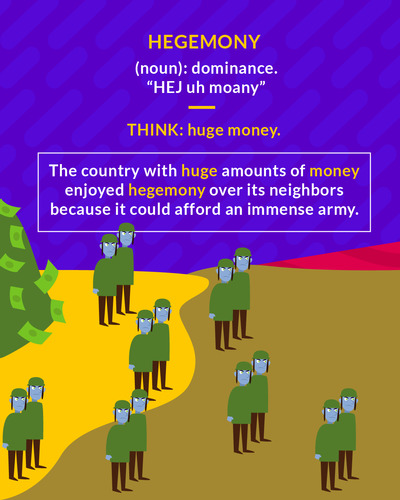 HEGEMONY
(noun): dominance.
“HEJ uh moany”
THINK: huge money.
The country with huge amounts of money
enjoyed hegemony over its neighbors
because it could afford an immense army.